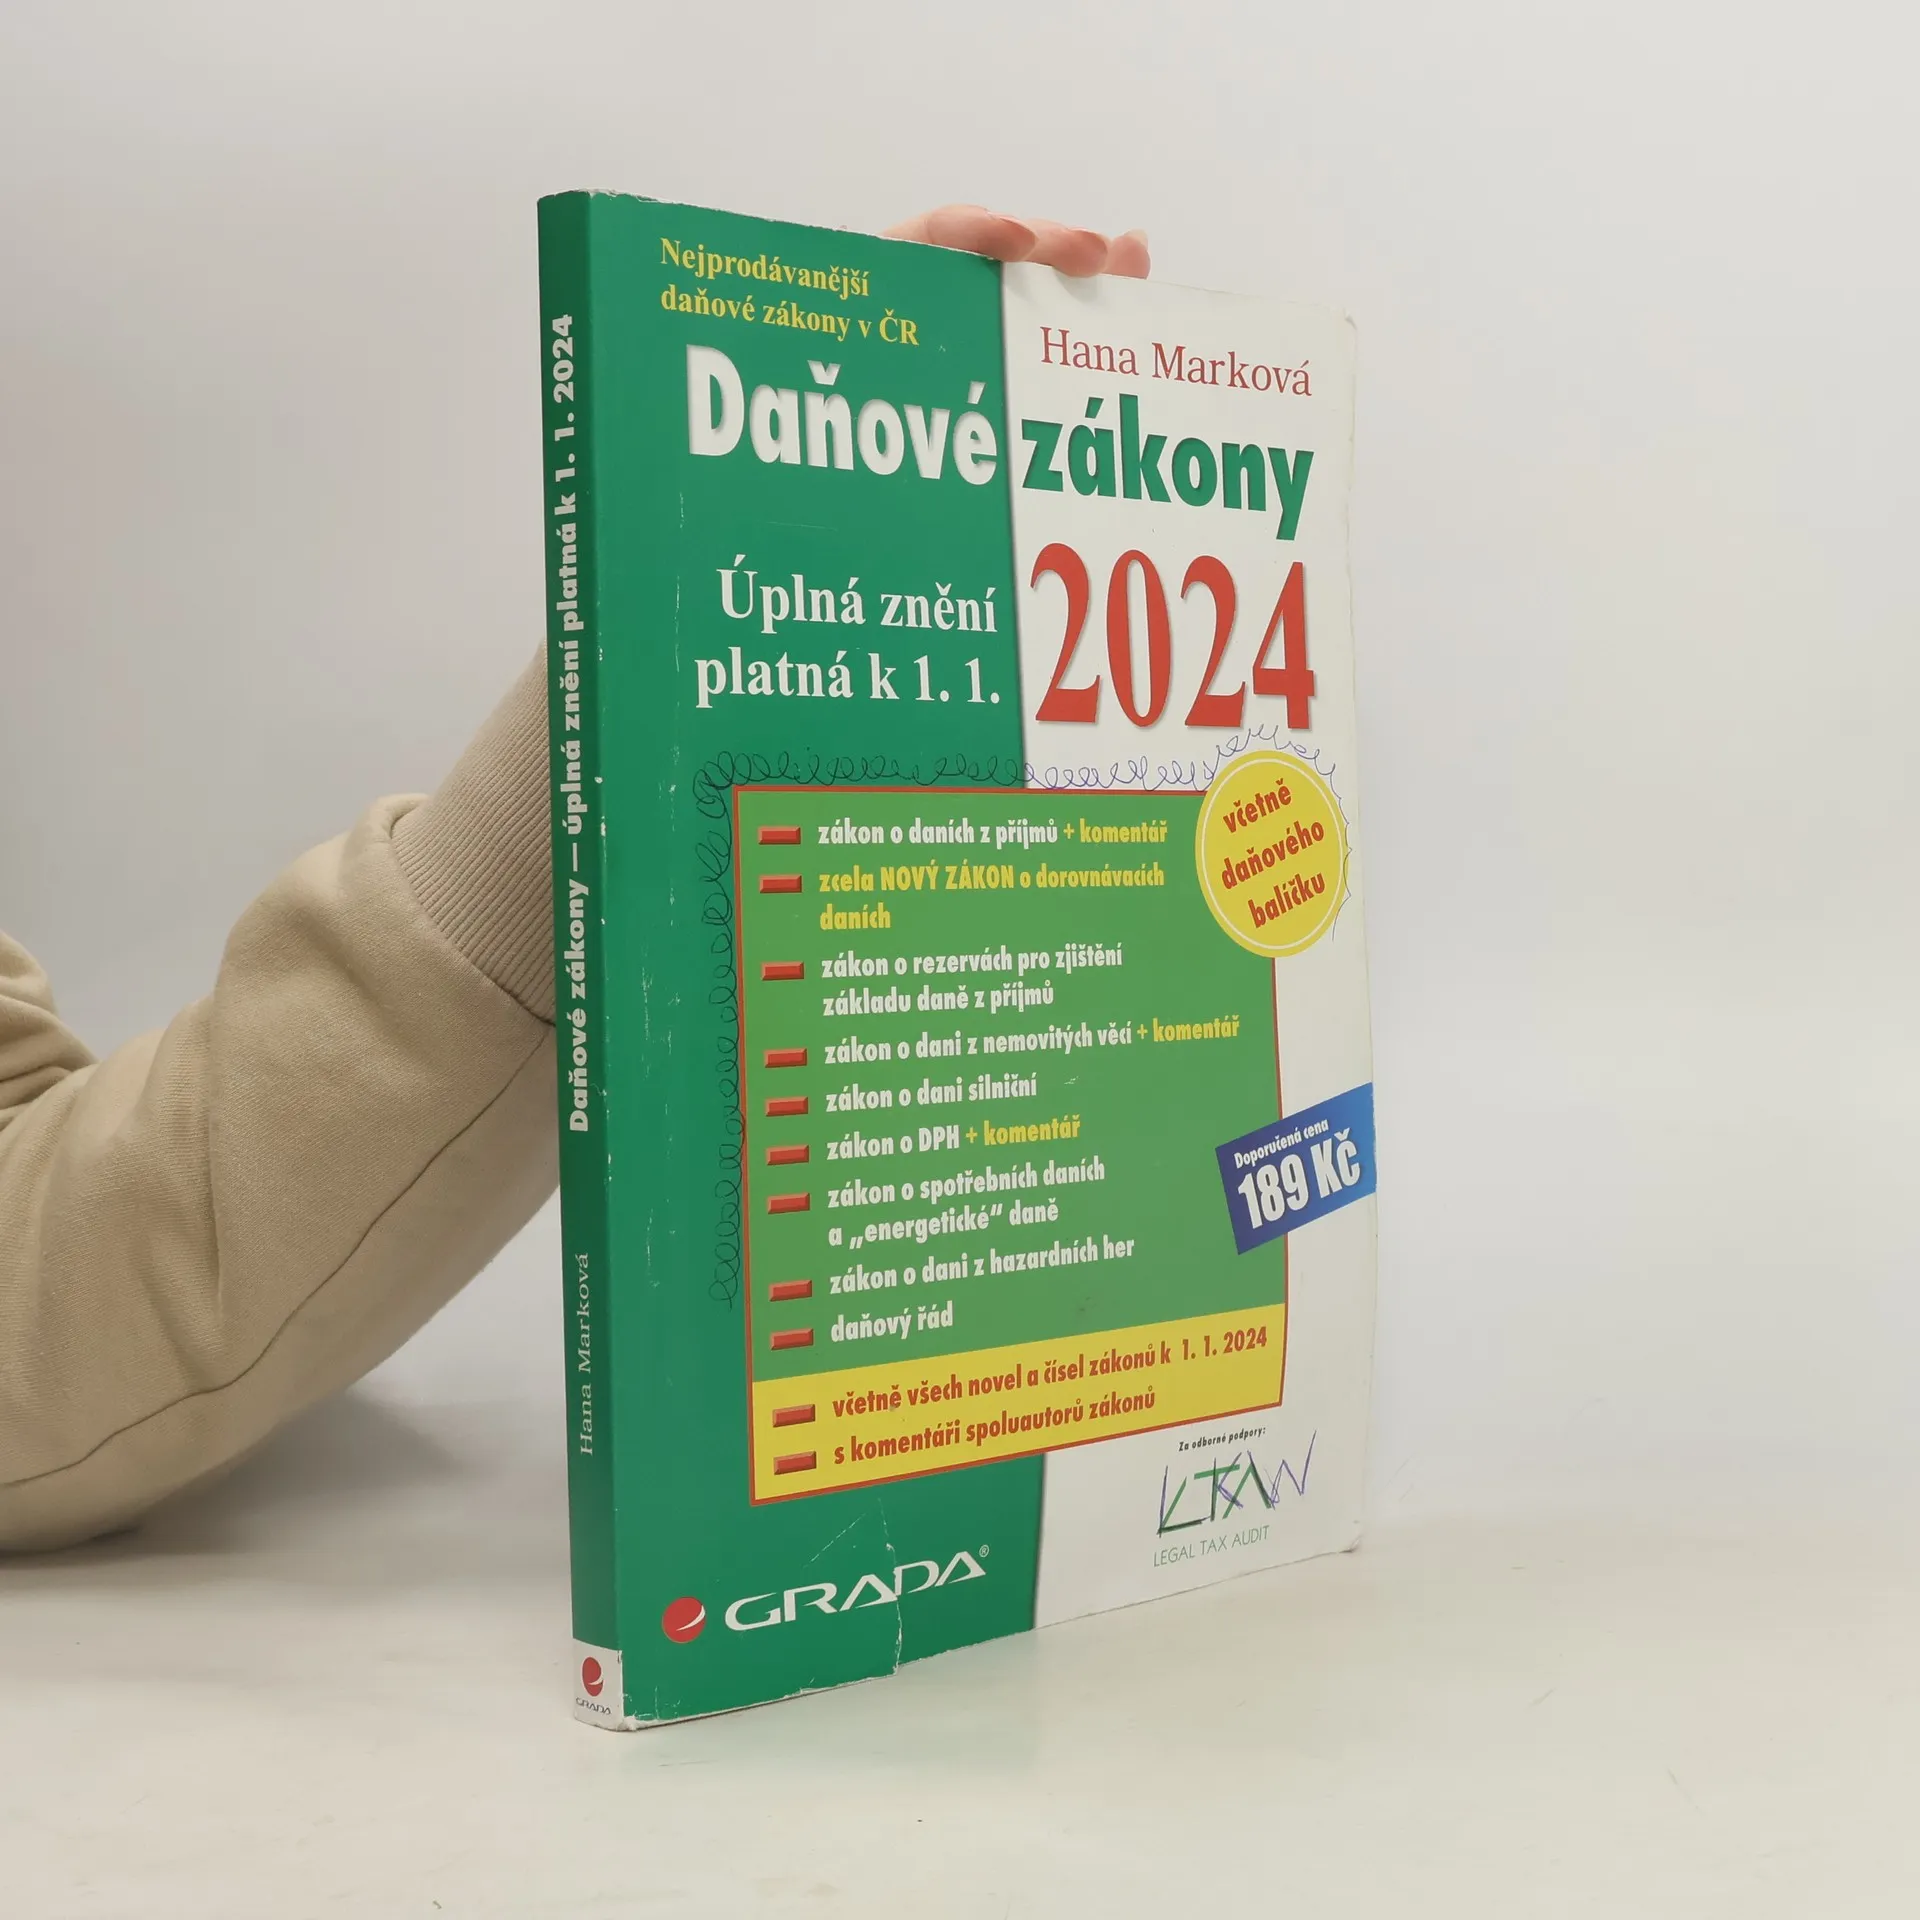 Nejprodávanější
daňové zákony v ČR
Hana Marková
Daňové zákony
2024
Úplná znění
platná k 1. 1.
včetně
daňového
balíčku
zákon o daních z příjmů + komentář
zcela NOVÝ ZÁKON o dorovnávacích
daních
zákon o rezervách pro zjištění
základu daně z příjmů
zákon o dani z nemovitých věcí + komentář
zákon o dani silniční
zákon o DPH + komentář
zákon o spotřebních daních
a „energetické“ daně
zákon o dani z hazardních her
daňový řád
Doporučená cena
189 Kč
včetně všech novel a čísel zákonů k 1. 1. 2024
s komentáři spoluautorů zákonů
Za odborné podpory:
LTA
LEGAL TAX AUDIT
GRADA®
Daňové zákony — úplná znění platná k 1. 1. 2024
Hana Marková
GRADA